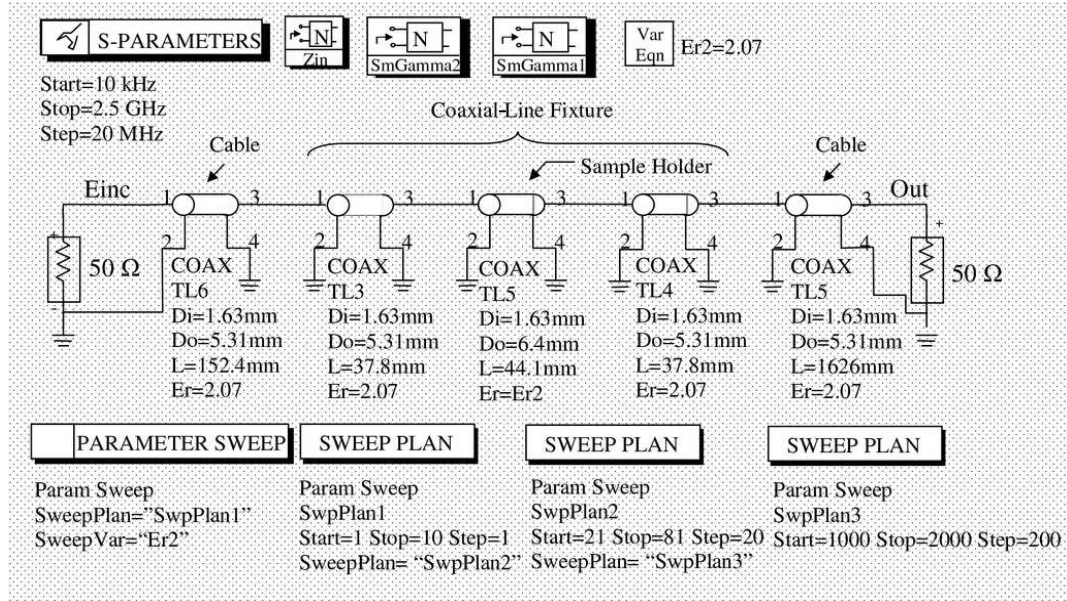 S-PARAMETERS
Start=10 kHz
Stop=2.5 GHz
Step=20 MHz
N
Zin
N
SmGamma2
N
SmGamma1
Var
Eqn
Er2=2.07
Coaxial-Line Fixture
Cable
Sample Holder
Cable
Einc
1 3
1 3
1 3
1 3
1 3
Out
2 4
2 4
2 4
2 4
2 4
+
-
50 Ω
+
-
50 Ω
COAX
TL6
Di=1.63mm
Do=5.31mm
L=152.4mm
Er=2.07
COAX
TL3
Di=1.63mm
Do=5.31mm
L=37.8mm
Er=2.07
COAX
TL5
Di=1.63mm
Do=6.4mm
L=44.1mm
Er=Er2
COAX
TL4
Di=1.63mm
Do=5.31mm
L=37.8mm
Er=2.07
COAX
TL5
Di=1.63mm
Do=5.31mm
L=1626mm
Er=2.07
PARAMETER SWEEP
Param Sweep
SweepPlan=”SwpPlan1”
SweepVar=“Er2”
SWEEP PLAN
Param Sweep
SwpPlan1
Start=1 Stop=10 Step=1
SweepPlan= “SwpPlan2”
SWEEP PLAN
Param Sweep
SwpPlan2
Start=21 Stop=81 Step=20
SweepPlan= “SwpPlan3”
SWEEP PLAN
Param Sweep
SwpPlan3
Start=1000 Stop=2000 Step=200